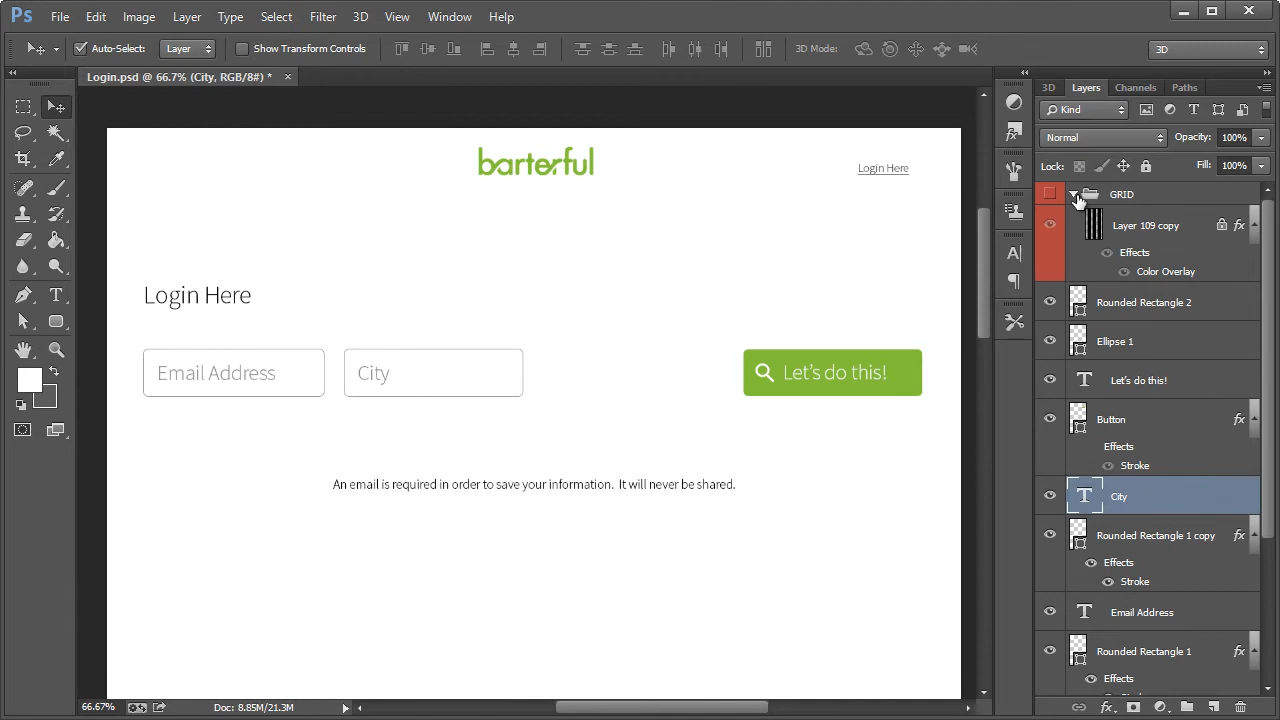 Ps File Edit Image Layer Type Select Filter 3D View Window Help
Auto-Select: Layer Show Transform Controls 3D Mode: 3D
Login.psd @ 66.7% (City, RGB/8#) *
3D Layers Channels Paths
Kind
Normal Opacity: 100%
Lock: Fill: 100%
GRID
Layer 109 copy fx
Effects
Color Overlay
Rounded Rectangle 2
Ellipse 1
Let's do this!
Button fx
Effects
Stroke
City
Rounded Rectangle 1 copy fx
Effects
Stroke
Email Address
Rounded Rectangle 1 fx
Effects
barterful
Login Here
Login Here
Email Address City Let's do this!
An email is required in order to save your information. It will never be shared.
66.67% Doc: 8.85M/21.3M